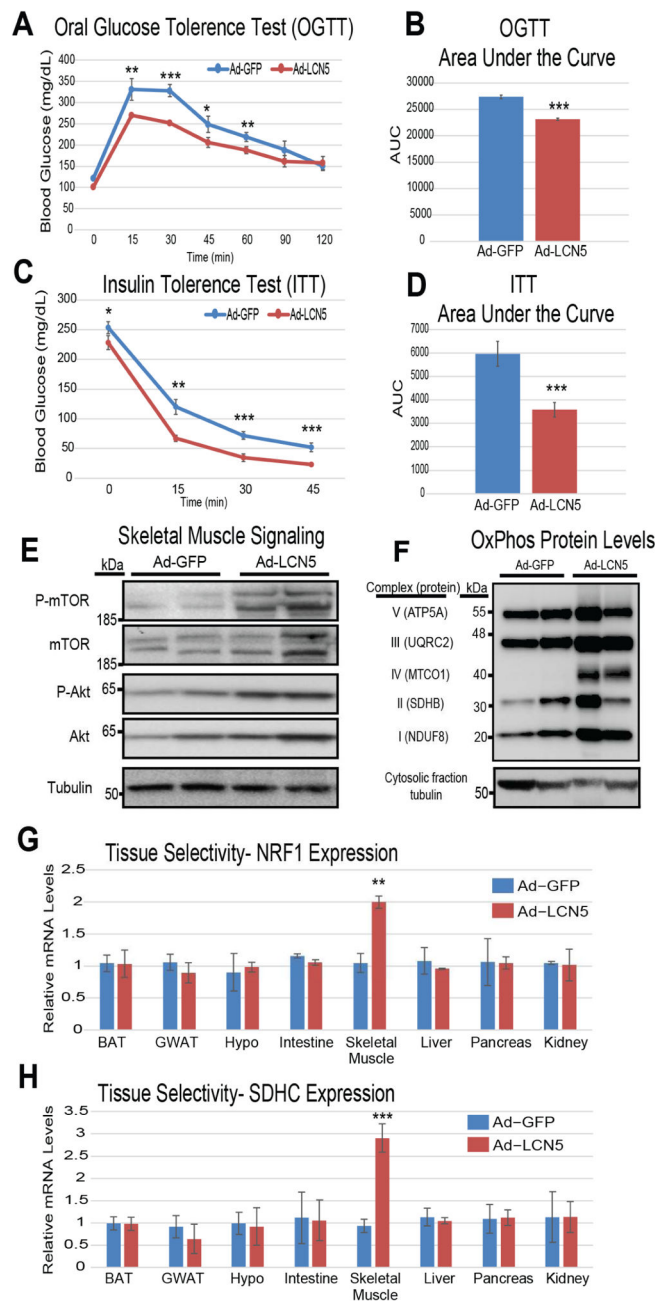 A
Oral Glucose Tolerence Test (OGTT)
Ad-GFP Ad-LCN5
Blood Glucose (mg/dL)
400
350
300
250
200
150
100
50
0
** *** * **
0 15 30 45 60 90 120
Time (min)
B
OGTT
Area Under the Curve
AUC
30000
25000
20000
15000
10000
5000
0
***
Ad-GFP Ad-LCN5
C
Insulin Tolerence Test (ITT)
Ad-GFP Ad-LCN5
Blood Glucose (mg/dL)
300
250
200
150
100
50
0
* ** *** ***
0 15 30 45
Time (min)
D
ITT
Area Under the Curve
AUC
7000
6000
5000
4000
3000
2000
1000
0
***
Ad-GFP Ad-LCN5
E
Skeletal Muscle Signaling
kDa Ad-GFP Ad-LCN5
P-mTOR
185
mTOR
185
P-Akt 65
Akt 65
Tubulin 50
F
OxPhos Protein Levels
Ad-GFP Ad-LCN5
Complex (protein) kDa
V (ATP5A) 55
48
III (UQRC2)
IV (MTCO1) 40
II (SDHB) 30
I (NDUF8) 20
Cytosolic fraction
tubulin 50
G
Tissue Selectivity- NRF1 Expression
Relative mRNA Levels
2.5
2
1.5
1
0.5
0
**
Ad-GFP
Ad-LCN5
BAT GWAT Hypo Intestine Skeletal Muscle Liver Pancreas Kidney
H
Tissue Selectivity- SDHC Expression
Relative mRNA Levels
3.5
3
2.5
2
1.5
1
0.5
0
***
Ad-GFP
Ad-LCN5
BAT GWAT Hypo Intestine Skeletal Muscle Liver Pancreas Kidney